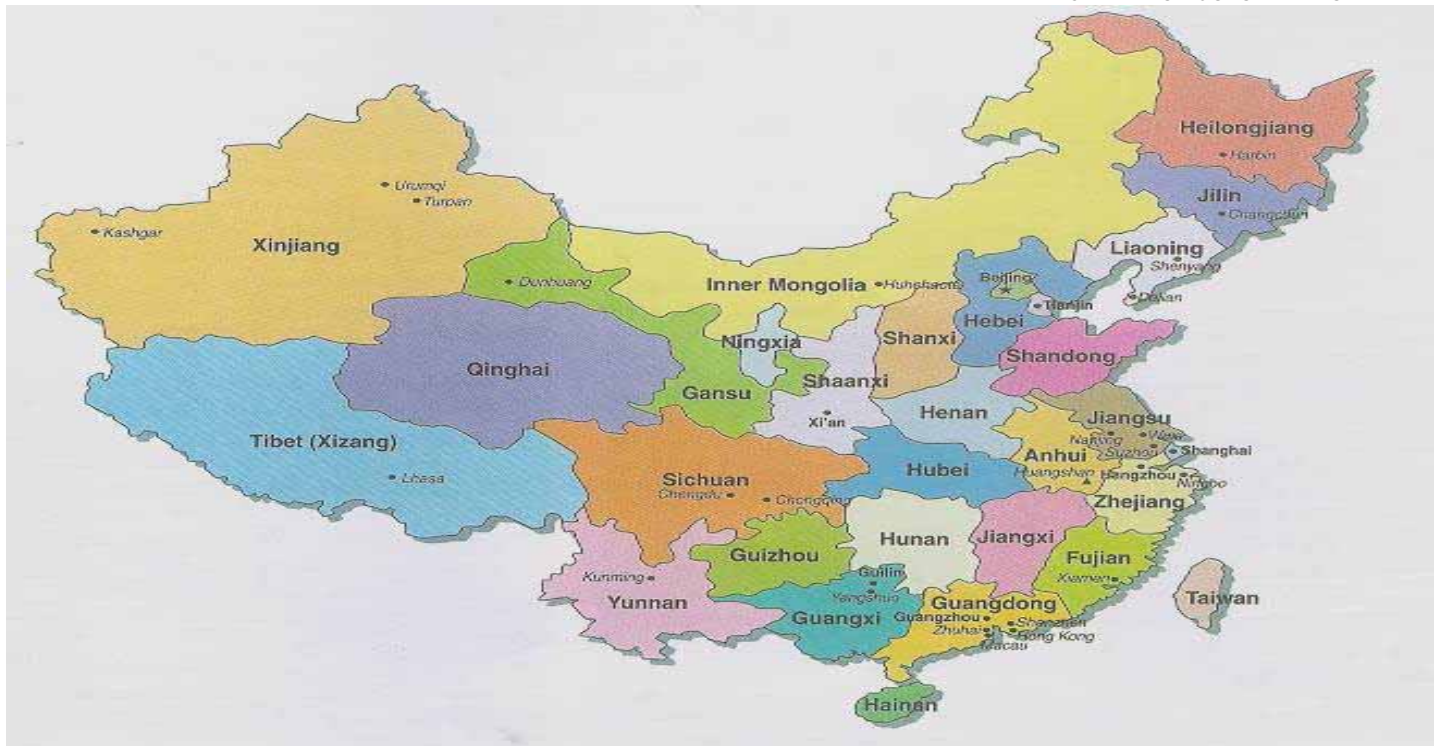 Heilongjiang
Harbin
Jilin
Changchun
Liaoning
Shenyang
Dalian
Urumqi
Turpan
Kashgar
Xinjiang
Dunhuang
Inner Mongolia
Beijing
Tianjin
Hebei
Ningxia
Shanxi
Shandong
Qinghai
Gansu
Shaanxi
Xi'an
Henan
Jiangsu
Nanjing
Suzhou
Shanghai
Tibet (Xizang)
Lhasa
Anhui
Huangshan
Hangzhou
Ningbo
Zhejiang
Sichuan
Chengdu
Chongqing
Hubei
Hunan
Jiangxi
Fujian
Xiamen
Guizhou
Kunming
Yunnan
Guilin
Yangshuo
Guangxi
Guangdong
Guangzhou
Shenzhen
Zhuhai
Hong Kong
Macau
Taiwan
Hainan